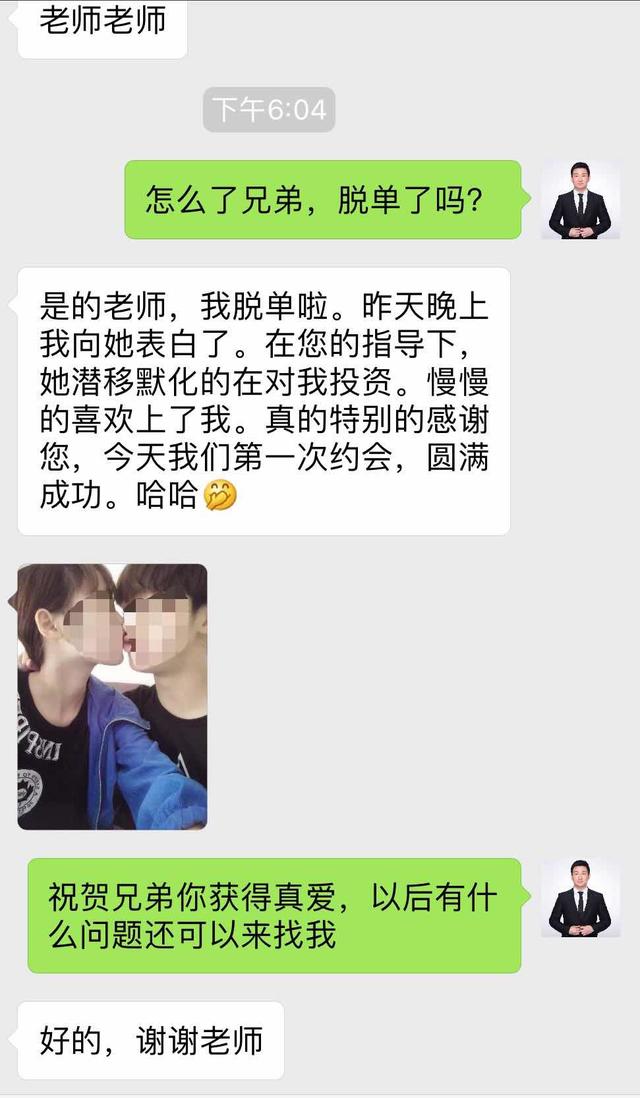 老师老师
下午6:04
怎么了兄弟，脱单了吗？
是的老师，我脱单啦。昨天晚上
我向她表白了。在您的指导下，
她潜移默化的在对我投资。慢慢
的喜欢上了我。真的特别的感谢
您，今天我们第一次约会，圆满
成功。哈哈🤭
祝贺兄弟你获得真爱，以后有什
么问题还可以来找我
好的，谢谢老师